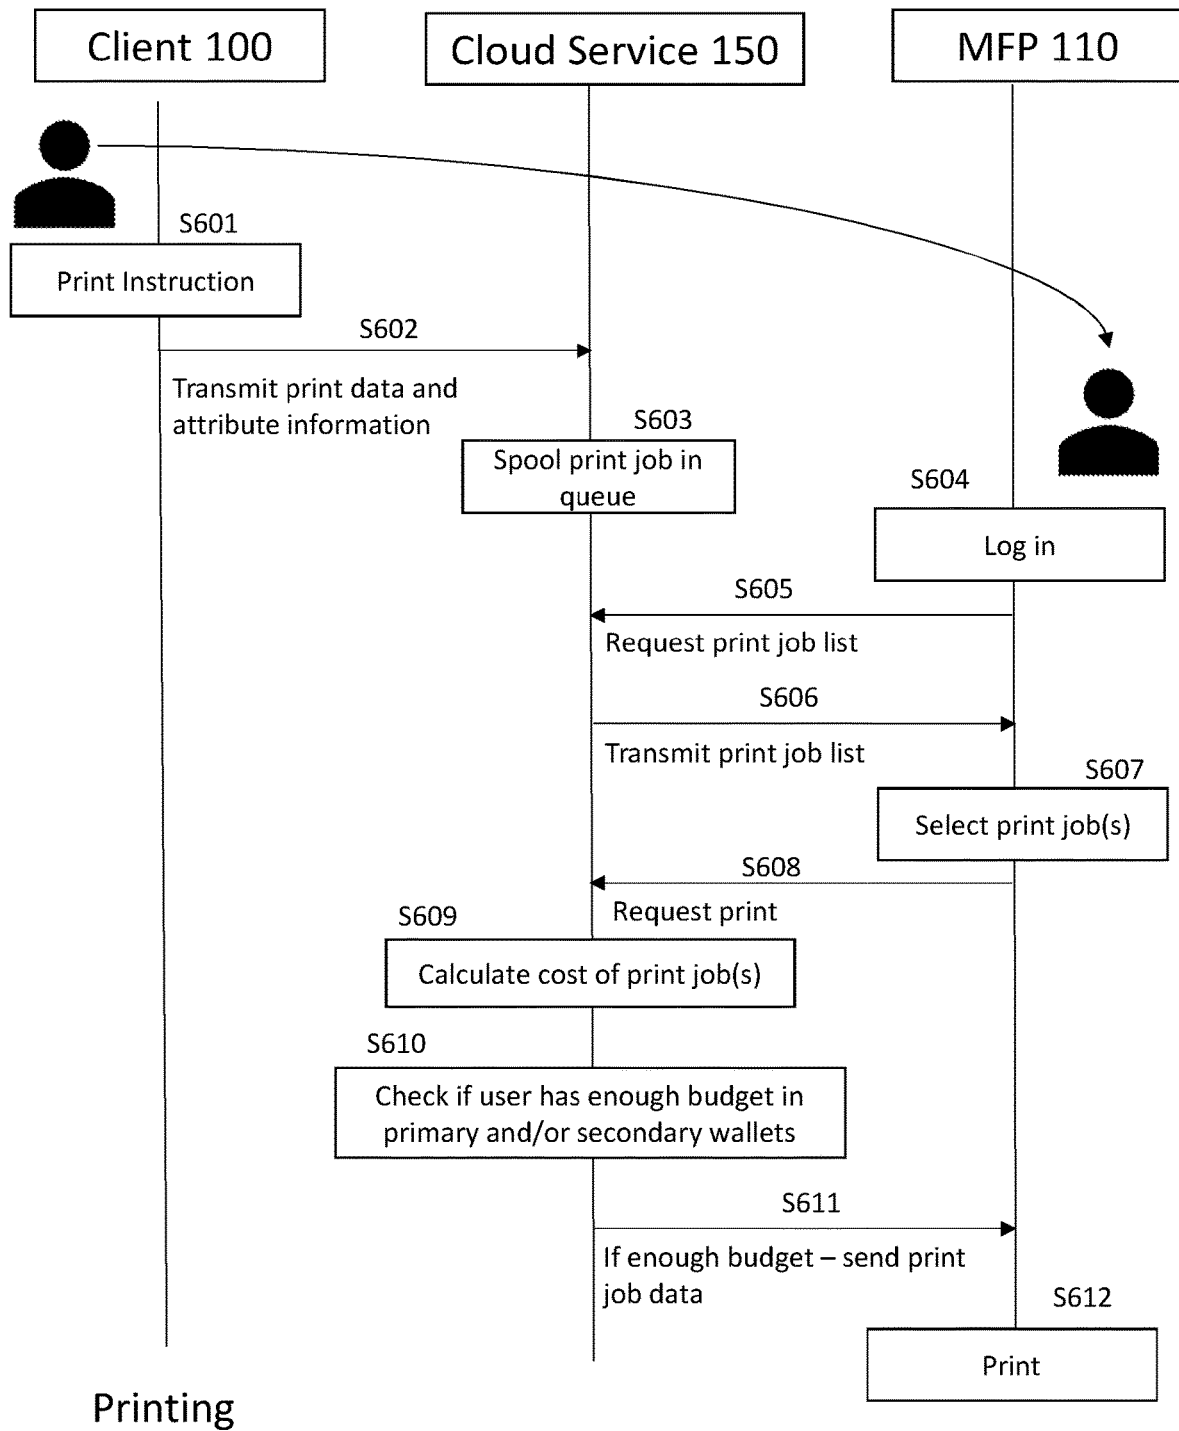 Client 100
Cloud Service 150
MFP 110
S601
Print Instruction
S602
Transmit print data and
attribute information
S603
Spool print job in
queue
S604
Log in
S605
Request print job list
S606
Transmit print job list
S607
Select print job(s)
S608
Request print
S609
Calculate cost of print job(s)
S610
Check if user has enough budget in
primary and/or secondary wallets
S611
If enough budget – send print
job data
S612
Print
Printing